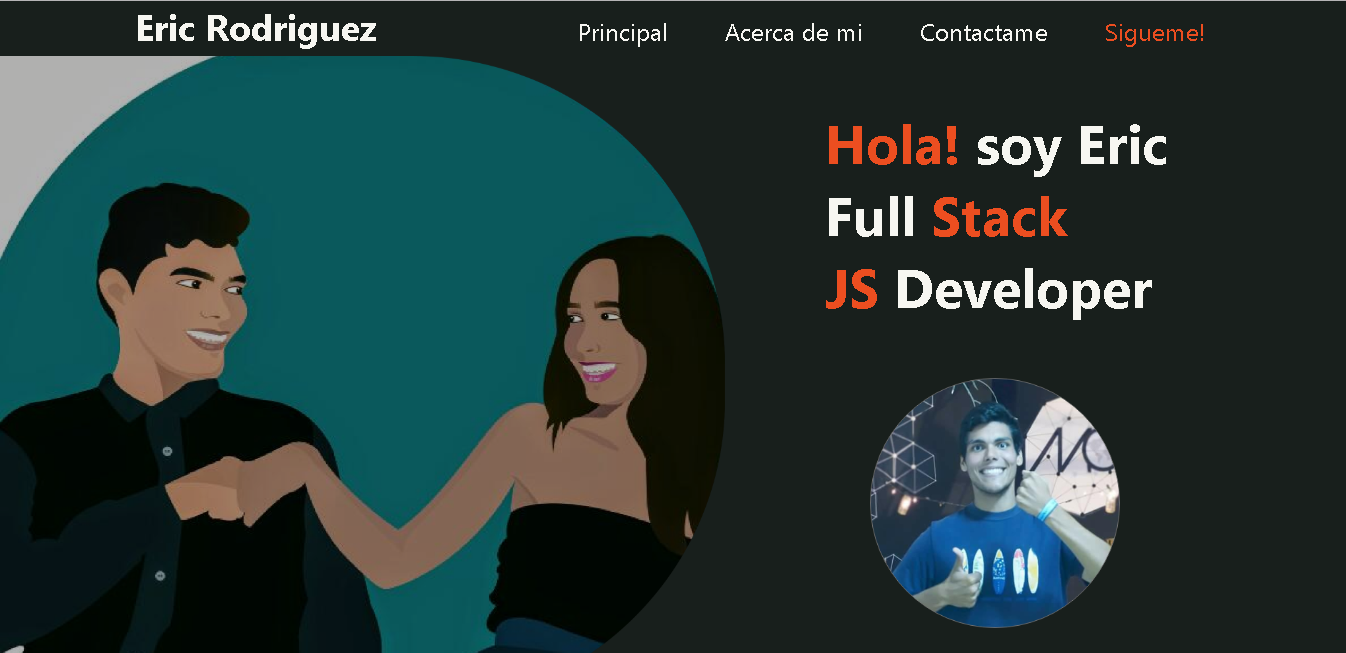 Eric Rodriguez
Principal Acerca de mi Contactame Sigueme!
Hola! soy Eric
Full Stack
JS Developer